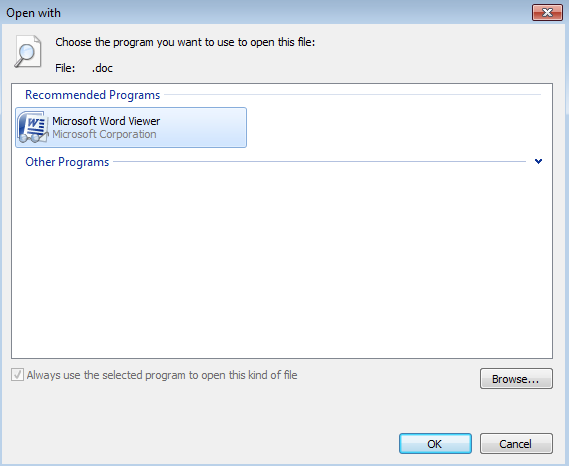 Open with
Choose the program you want to use to open this file:
File: .doc
Recommended Programs
Microsoft Word Viewer
Microsoft Corporation
Other Programs
Always use the selected program to open this kind of file
Browse...
OK
Cancel